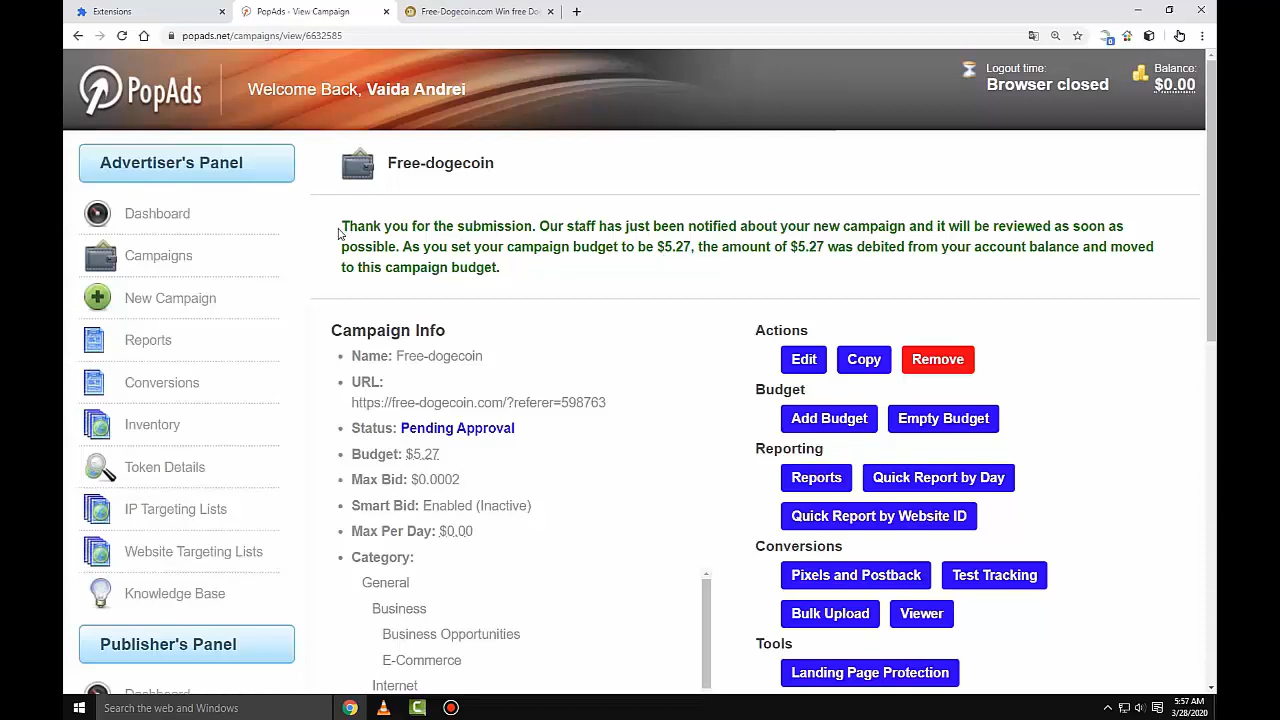 Extensions
PopAds - View Campaign
Free-Dogecoin.com Win free Do
popads.net/campaigns/view/6632585
PopAds
Welcome Back, Vaida Andrei
Logout time:
Browser closed
Balance:
$0.00
Advertiser's Panel
Dashboard
Campaigns
New Campaign
Reports
Conversions
Inventory
Token Details
IP Targeting Lists
Website Targeting Lists
Knowledge Base
Publisher's Panel
Dashboard
Free-dogecoin
Thank you for the submission. Our staff has just been notified about your new campaign and it will be reviewed as soon as
possible. As you set your campaign budget to be $5.27, the amount of $5.27 was debited from your account balance and moved
to this campaign budget.
Campaign Info
Name: Free-dogecoin
URL:
https://free-dogecoin.com/?referer=598763
Status: Pending Approval
Budget: $5.27
Max Bid: $0.0002
Smart Bid: Enabled (Inactive)
Max Per Day: $0.00
Category:
General
Business
Business Opportunities
E-Commerce
Internet
Actions
Edit Copy Remove
Budget
Add Budget Empty Budget
Reporting
Reports Quick Report by Day
Quick Report by Website ID
Conversions
Pixels and Postback Test Tracking
Bulk Upload Viewer
Tools
Landing Page Protection
Search the web and Windows
5:57 AM
3/28/2020